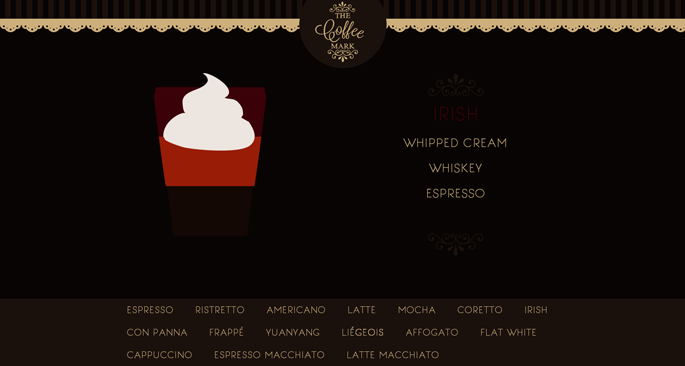 THE
Coffee
MARK
IRISH
WHIPPED CREAM
WHISKEY
ESPRESSO
ESPRESSO RISTRETTO AMERICANO LATTE MOCHA CORETTO IRISH
CON PANNA FRAPPÉ YUANYANG LIÉGEOIS AFFOGATO FLAT WHITE
CAPPUCCINO ESPRESSO MACCHIATO LATTE MACCHIATO